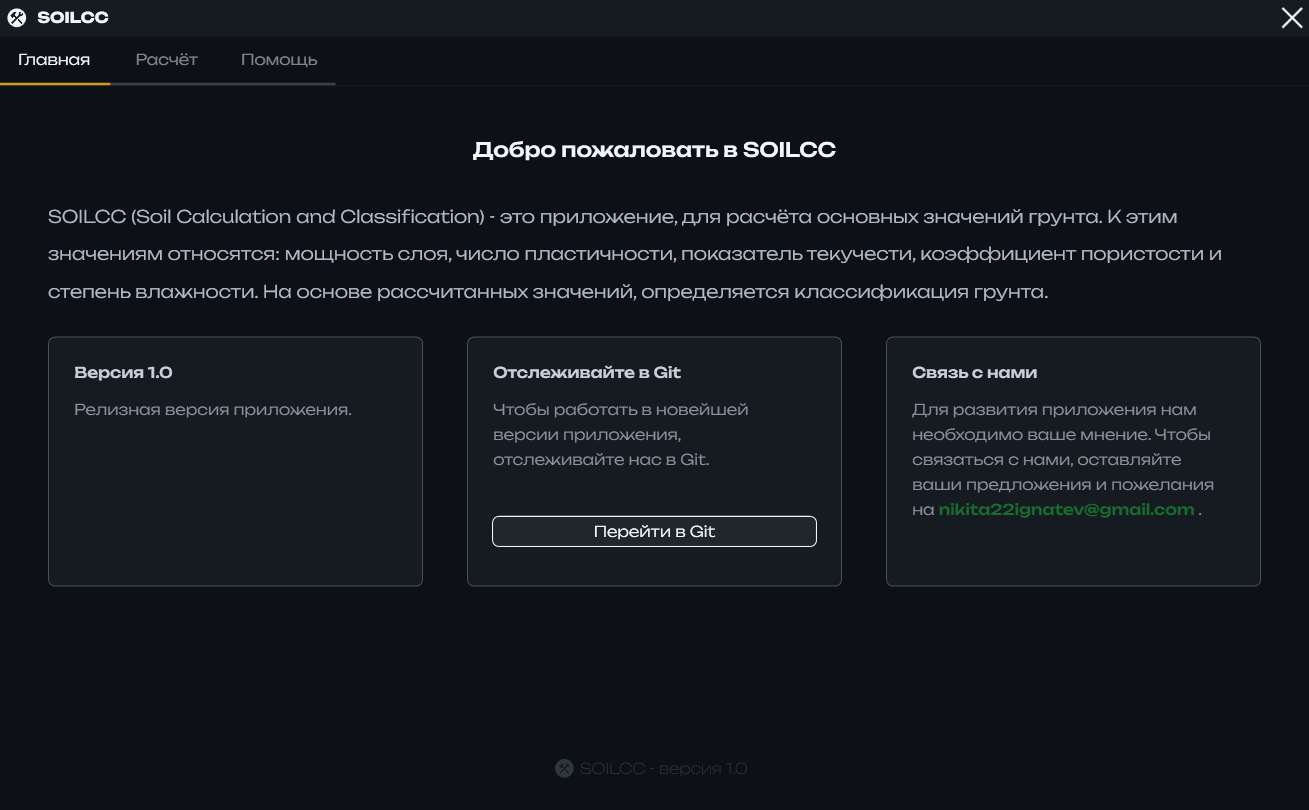 SOILCC
Главная Расчёт Помощь
Добро пожаловать в SOILCC
SOILCC (Soil Calculation and Classification) - это приложение, для расчёта основных значений грунта. К этим
значениям относятся: мощность слоя, число пластичности, показатель текучести, коэффициент пористости и
степень влажности. На основе рассчитанных значений, определяется классификация грунта.
Версия 1.0
Релизная версия приложения.
Отслеживайте в Git
Чтобы работать в новейшей
версии приложения,
отслеживайте нас в Git.
Перейти в Git
Связь с нами
Для развития приложения нам
необходимо ваше мнение. Чтобы
связаться с нами, оставляйте
ваши предложения и пожелания
на nikita22ignatev@gmail.com .
SOILCC - версия 1.0